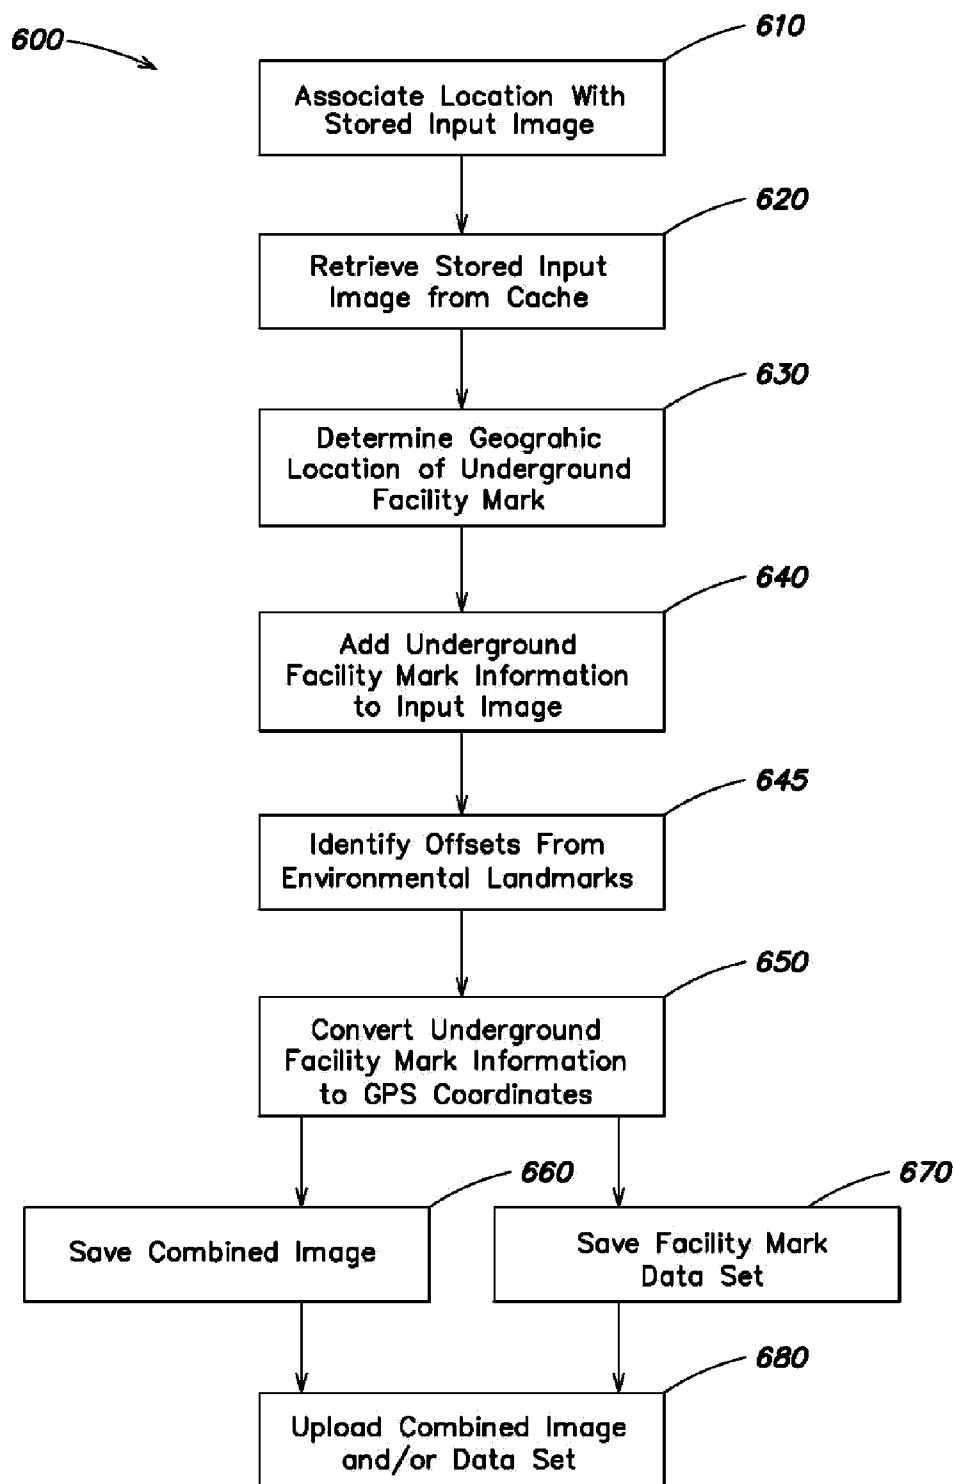 600
610
Associate Location With
Stored Input Image
620
Retrieve Stored Input
Image from Cache
630
Determine Geograhic
Location of Underground
Facility Mark
640
Add Underground
Facility Mark Information
to Input Image
645
Identify Offsets From
Environmental Landmarks
650
Convert Underground
Facility Mark Information
to GPS Coordinates
660
Save Combined Image
670
Save Facility Mark
Data Set
680
Upload Combined Image
and/or Data Set